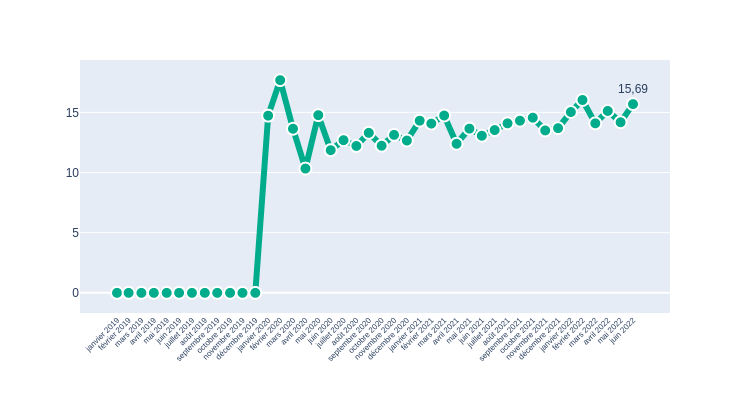 15,69
15
10
5
0
janvier 2019
février 2019
mars 2019
avril 2019
mai 2019
juin 2019
juillet 2019
août 2019
septembre 2019
octobre 2019
novembre 2019
décembre 2019
janvier 2020
février 2020
mars 2020
avril 2020
mai 2020
juin 2020
juillet 2020
août 2020
septembre 2020
octobre 2020
novembre 2020
décembre 2020
janvier 2021
février 2021
mars 2021
avril 2021
mai 2021
juin 2021
juillet 2021
août 2021
septembre 2021
octobre 2021
novembre 2021
décembre 2021
janvier 2022
février 2022
mars 2022
avril 2022
mai 2022
juin 2022